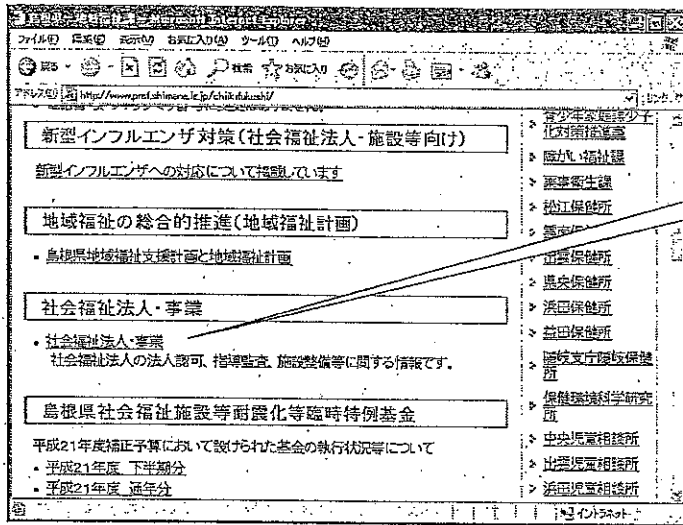 ファイル(F) 編集(E) 表示(V) お気に入り(A) ツール(T) ヘルプ(H)
戻る 検索 お気に入り
アドレス(D) http://www.pref.shimane.lg.jp/chiikifukushi/
新型インフルエンザ対策(社会福祉法人・施設等向け)
新型インフルエンザへの対応について掲載しています
地域福祉の総合的推進(地域福祉計画)
・島根県地域福祉支援計画と地域福祉計画
社会福祉法人・事業
・社会福祉法人・事業
社会福祉法人の法人認可、指導監査、施設整備等に関する情報です。
島根県社会福祉施設等耐震化等臨時特例基金
平成21年度補正予算において設けられた基金の執行状況等について
・平成21年度 下半期分
・平成21年度 通年分
障がい福祉課
薬事衛生課
松江保健所
出雲保健所
県央保健所
浜田保健所
益田保健所
隠岐支庁隠岐保健
所
保健環境科学研究
所
中央児童相談所
出雲児童相談所
浜田児童相談所
イントラネット